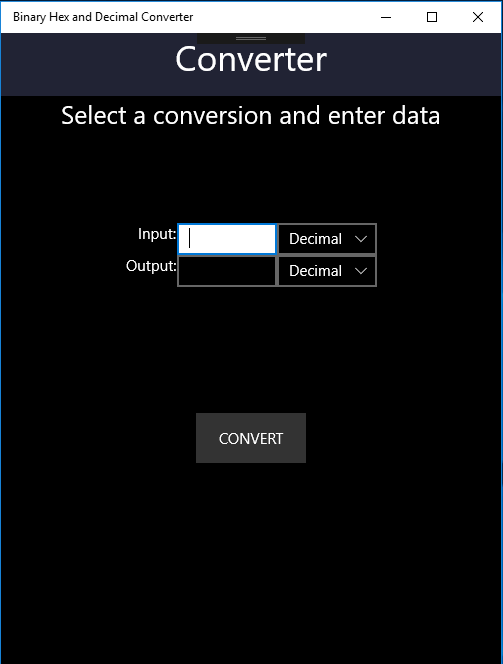 Binary Hex and Decimal Converter
Converter
Select a conversion and enter data
Input: Decimal
Output: Decimal
CONVERT